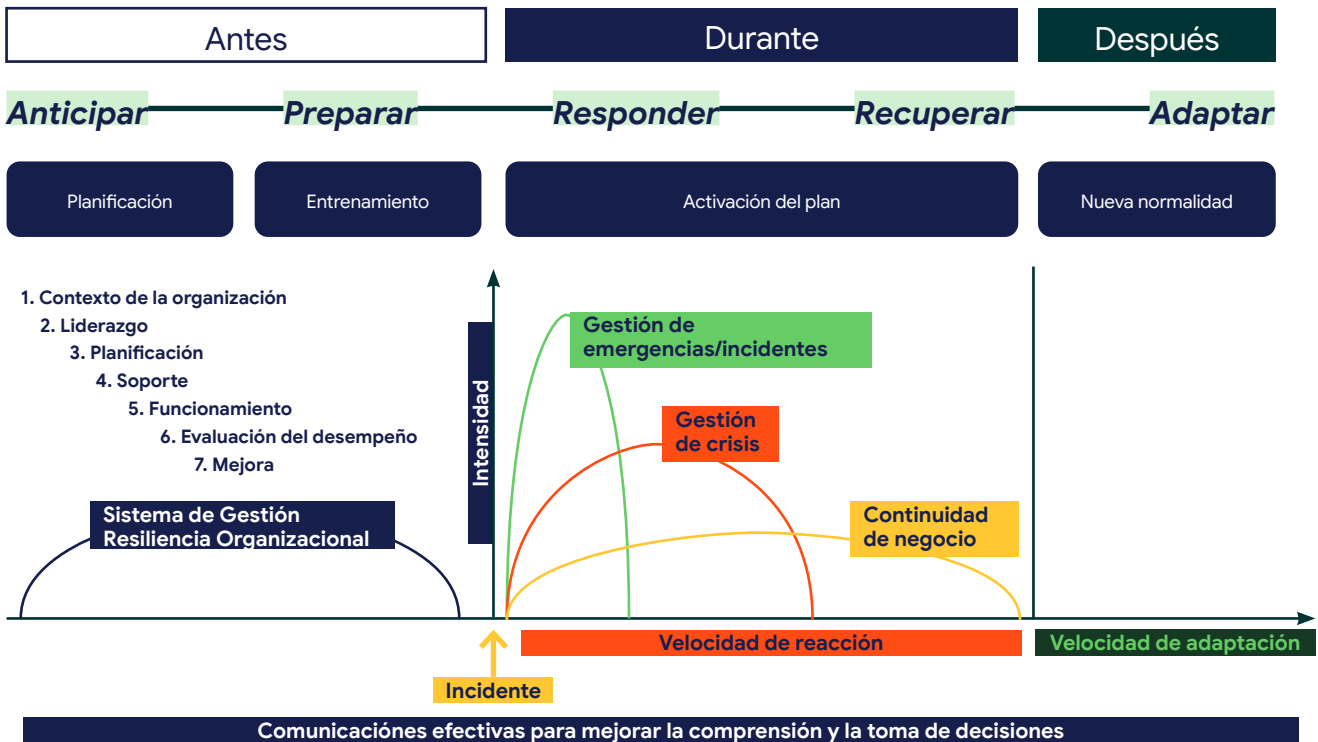 Antes
Durante
Después
Anticipar
Preparar
Responder
Recuperar
Adaptar
Planificación
Entrenamiento
Activación del plan
Nueva normalidad
1. Contexto de la organización
2. Liderazgo
3. Planificación
4. Soporte
5. Funcionamiento
6. Evaluación del desempeño
7. Mejora
Sistema de Gestión
Resiliencia Organizacional
Intensidad
Gestión de
emergencias/incidentes
Gestión
de crisis
Continuidad
de negocio
Velocidad de reacción
Velocidad de adaptación
Incidente
Comunicaciónes efectivas para mejorar la comprensión y la toma de decisiones